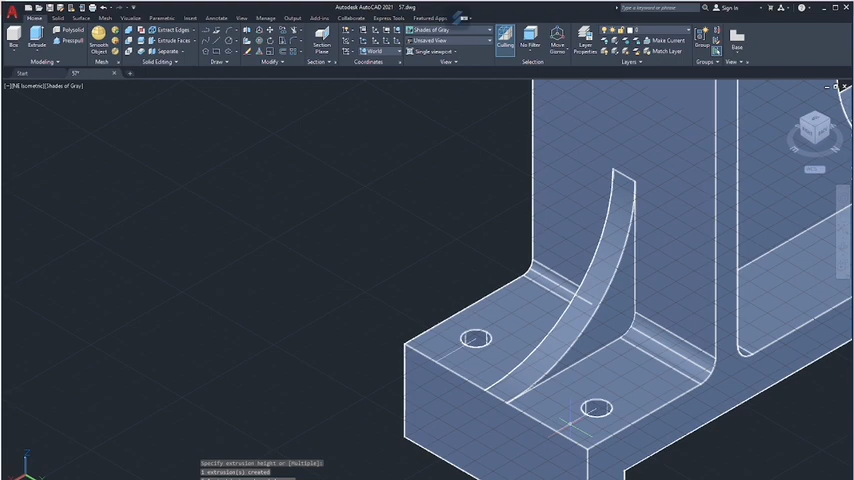 Autodesk AutoCAD 2021 57.dwg
Type a keyword or phrase
Sign In
Home Solid Surface Mesh Visualize Parametric Insert Annotate View Manage Output Add-ins Collaborate Express Tools Featured Apps
Box
Extrude
Polysolid
Presspull
Smooth Object
Extract Edges
Extrude Faces
Separate
World
Section Plane
Shades of Gray
Unsaved View
Single viewport
Culling
No Filter
Move Gizmo
Layer Properties
0
Make Current
Match Layer
Group
Base
Modeling Mesh Solid Editing Draw Modify Section Coordinates View Selection Layers Groups View
Start 57*
[−][NE Isometric][Shades of Gray]
E
N
WCS
Z
Specify extrusion height or [Multiple]:
1 extrusion(s) created